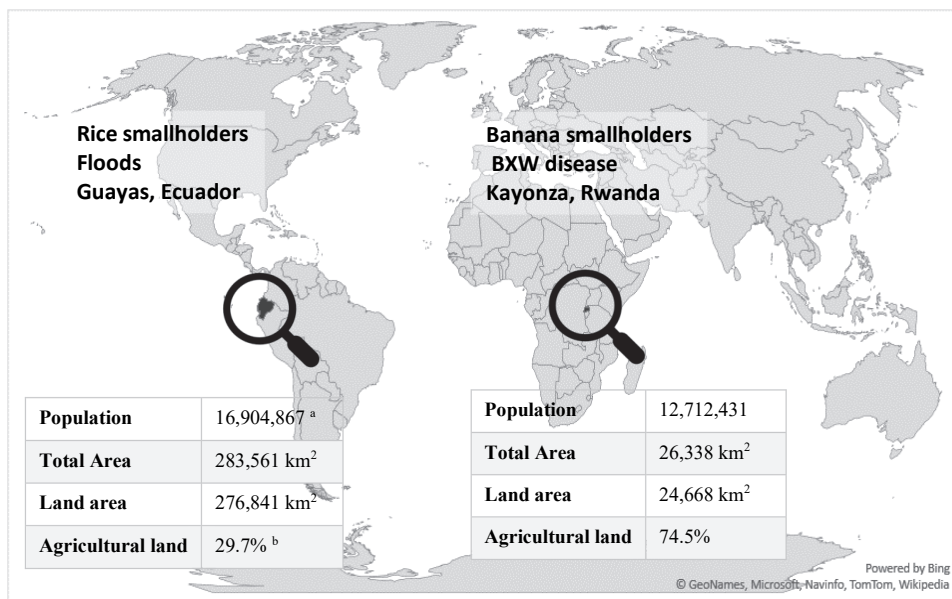 Rice smallholders
Floods
Guayas, Ecuador
Banana smallholders
BXW disease
Kayonza, Rwanda
Population 16,904,867 a
Total Area 283,561 km2
Land area 276,841 km2
Agricultural land 29.7% b
Population 12,712,431
Total Area 26,338 km2
Land area 24,668 km2
Agricultural land 74.5%
Powered by Bing
© GeoNames, Microsoft, Navinfo, TomTom, Wikipedia